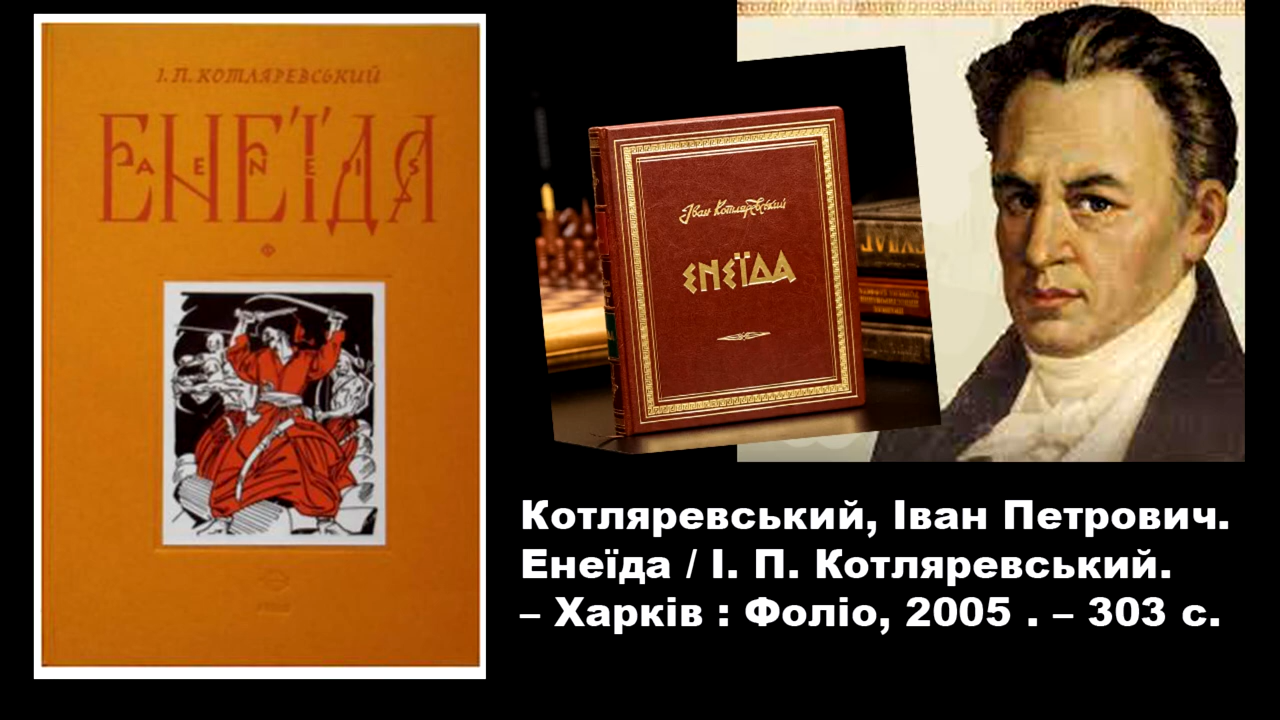 І. П. КОТЛЯРЕВСЬКИЙ
ЕНЕЇДА
AENEIS
Іван Котляревський
ЕНЕЇДА
Котляревський, Іван Петрович.
Енеїда / І. П. Котляревський.
– Харків : Фоліо, 2005 . – 303 с.